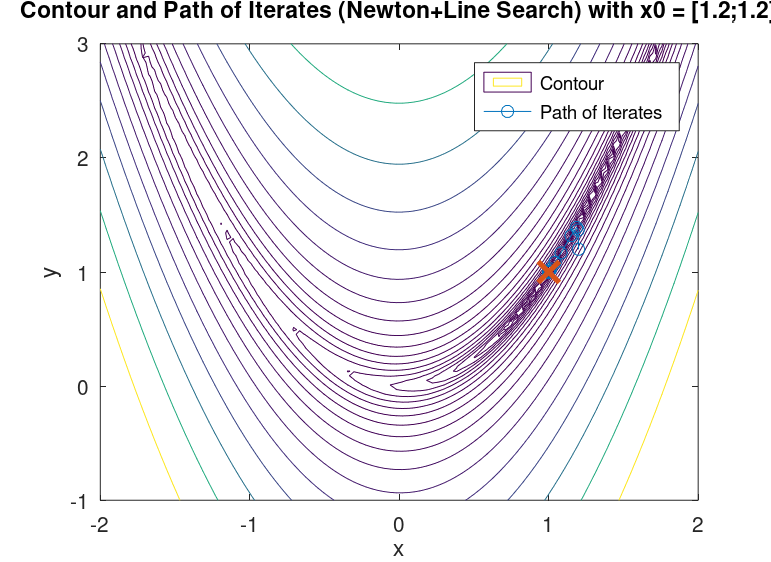 Contour and Path of Iterates (Newton+Line Search) with x0 = [1.2;1.2]
3
2
1
0
-1
-2
-1
0
1
2
x
y
Contour
Path of Iterates